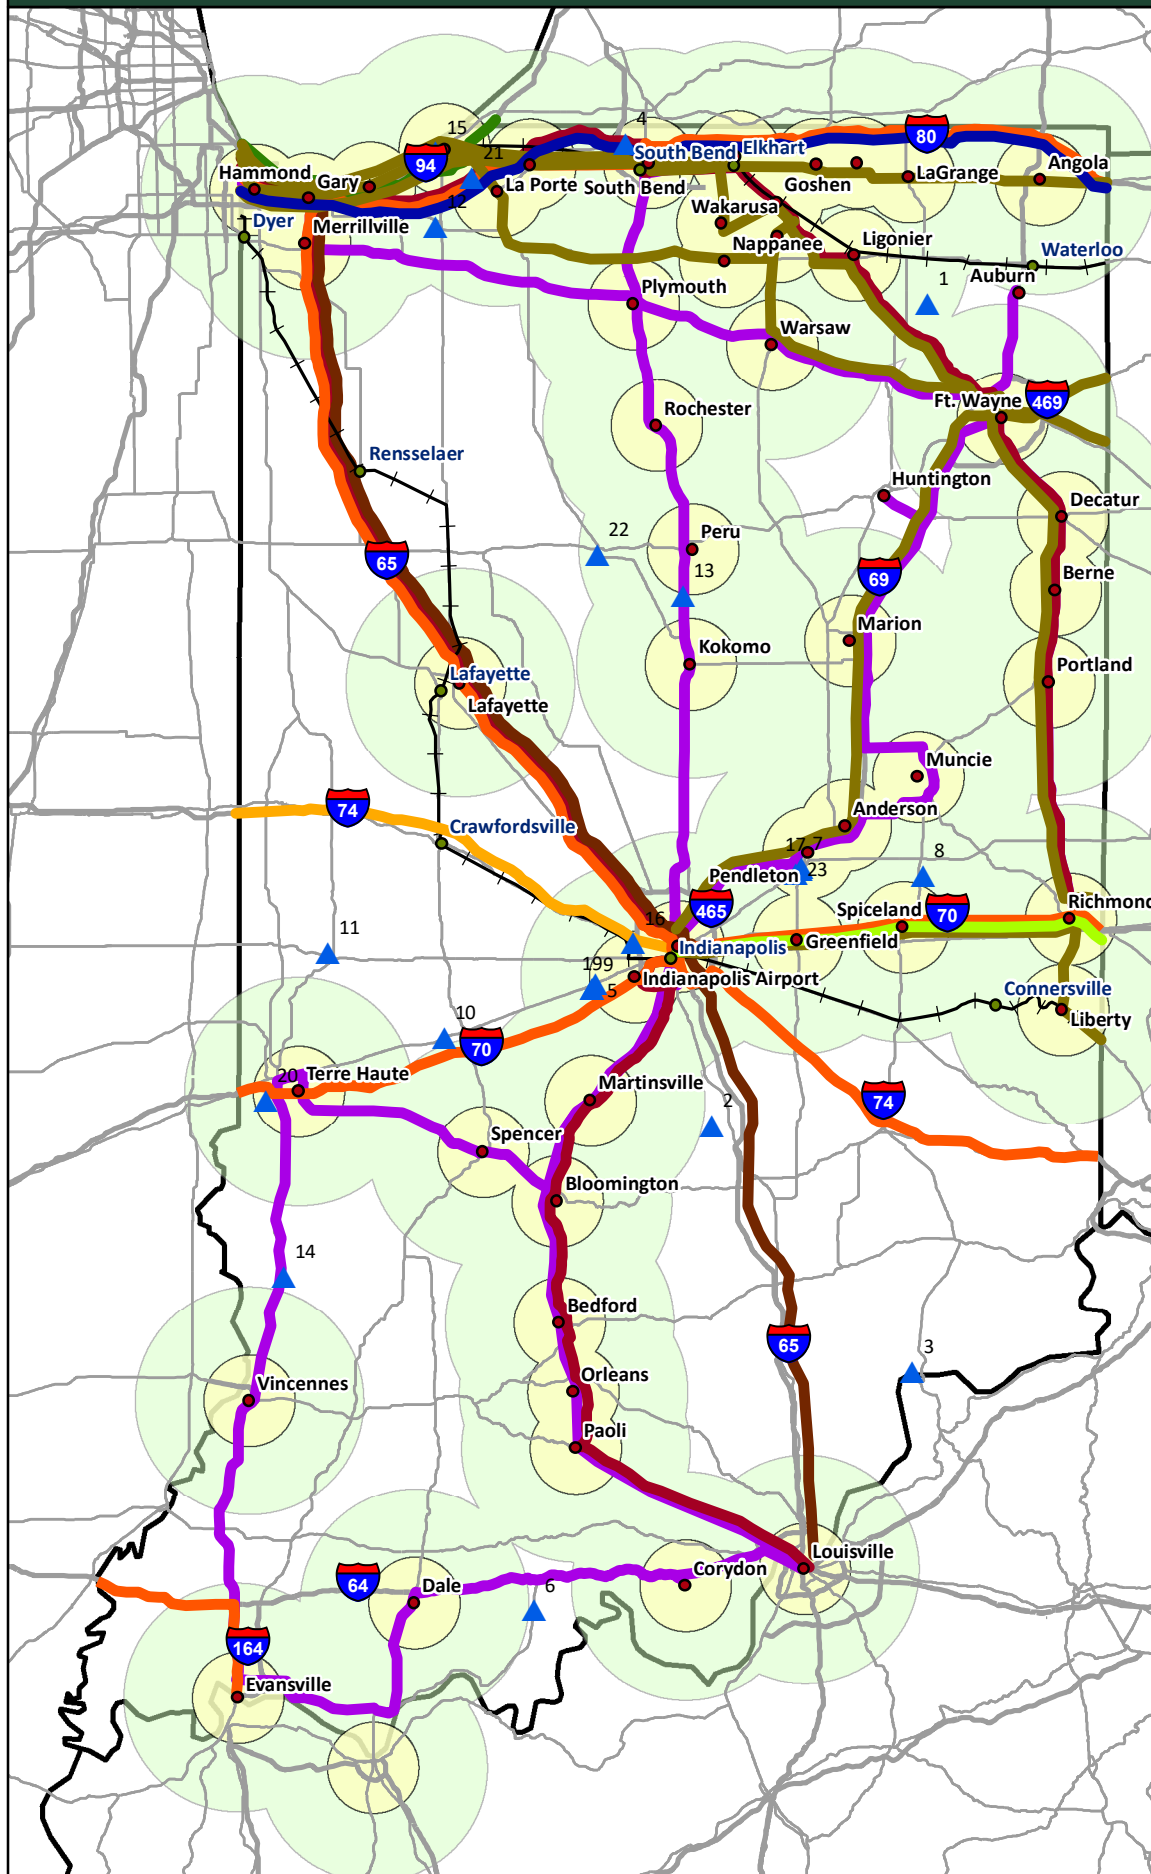 4
15
80
94
21
South Bend
Elkhart
Hammond
Gary
La Porte
South Bend
Goshen
LaGrange
Angola
12
Dyer
Merrillville
Wakarusa
Nappanee
Ligonier
Waterloo
Auburn
1
Plymouth
Warsaw
Ft. Wayne
469
Rochester
Rensselaer
Huntington
Decatur
22
Peru
13
65
69
Berne
Marion
Kokomo
Portland
Lafayette
Lafayette
Muncie
74
Anderson
Crawfordsville
17
7
23
Pendleton
8
465
Spiceland
70
Richmond
16
11
Indianapolis
Greenfield
199
5
Indianapolis Airport
Connersville
Liberty
10
70
20
Terre Haute
Martinsville
2
74
Spencer
Bloomington
14
Bedford
65
3
Orleans
Vincennes
Paoli
Louisville
64
Dale
6
Corydon
164
Evansville